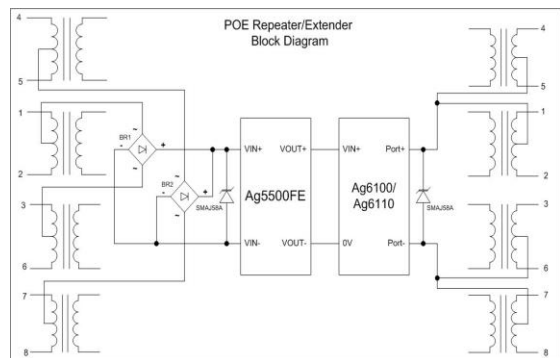 POE Repeater/Extender
Block Diagram
4
5
1
2
3
6
7
8
BR1
~
- +
~
BR2
~
- +
~
SMAJ58A
VIN+ VOUT+
Ag5500FE
VIN- VOUT-
VIN+ Port+
Ag6100/
Ag6110
0V Port-
SMAJ58A
4
5
1
2
3
6
7
8